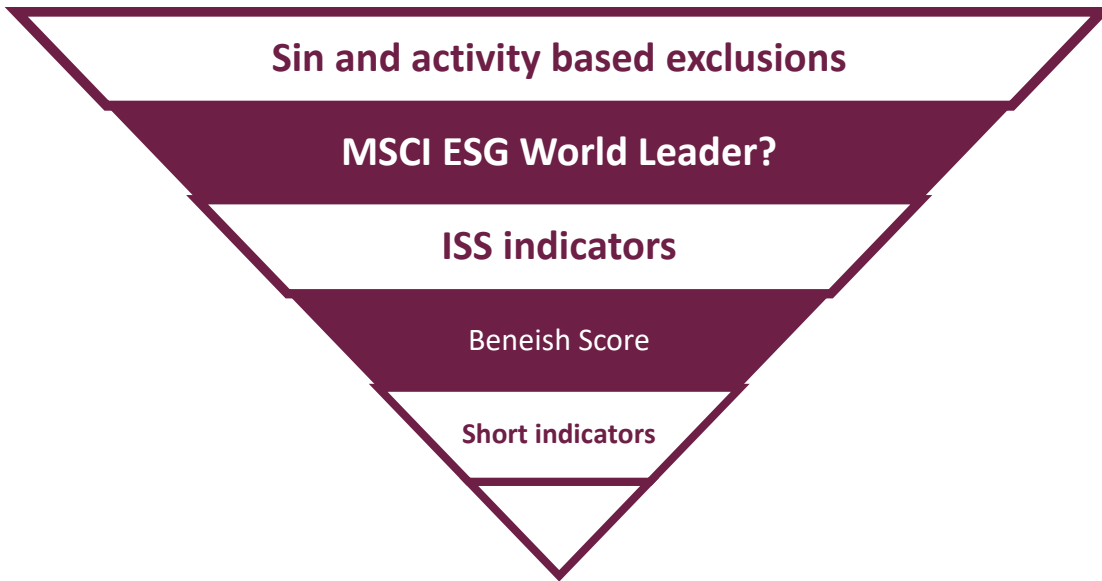 Sin and activity based exclusions
MSCI ESG World Leader?
ISS indicators
Beneish Score
Short indicators